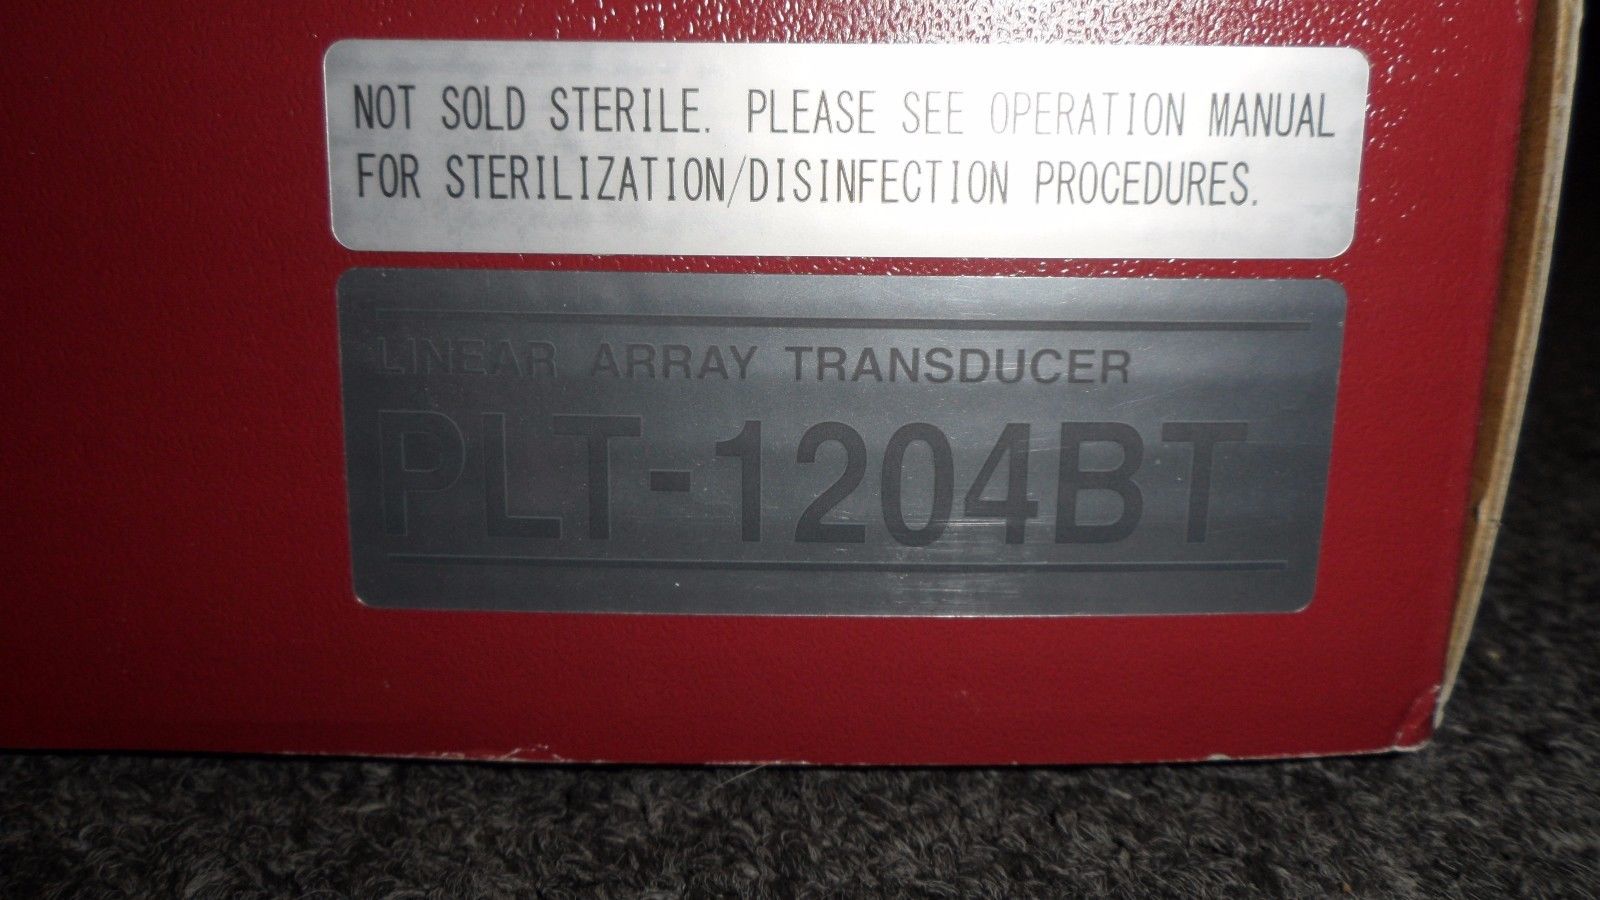 NOT SOLD STERILE. PLEASE SEE OPERATION MANUAL
FOR STERILIZATION/DISINFECTION PROCEDURES.
LINEAR ARRAY TRANSDUCER
PLT-1204BT